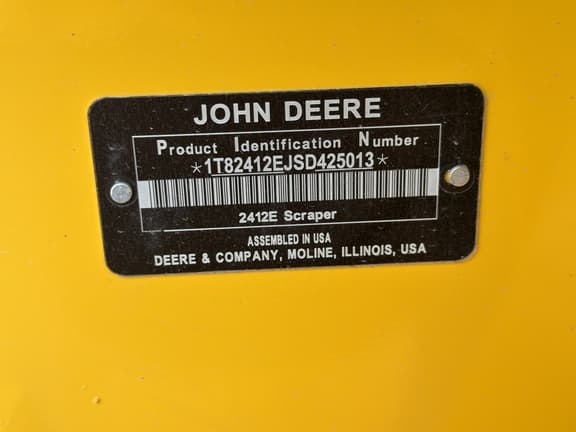 JOHN DEERE
Product Identification Number
*1T82412EJSD425013*
2412E Scraper
ASSEMBLED IN USA
DEERE & COMPANY, MOLINE, ILLINOIS, USA